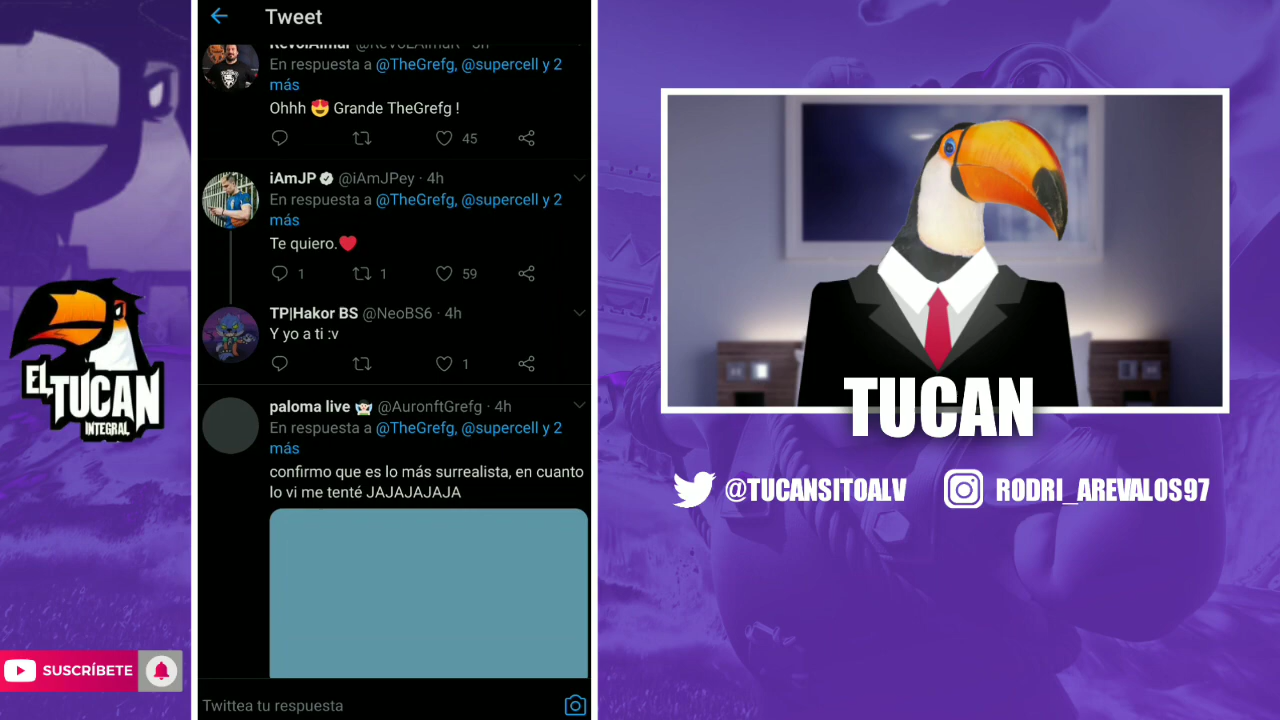 Tweet
RevolAimar @RevoLAimaR · 3h
En respuesta a @TheGrefg, @supercell y 2
más
Ohhh 😍 Grande TheGrefg !
45
iAmJP @iAmJPey · 4h
En respuesta a @TheGrefg, @supercell y 2
más
Te quiero.❤️
1 1 59
TP|Hakor BS @NeoBS6 · 4h
Y yo a ti :v
1
paloma live @AuronftGrefg · 4h
En respuesta a @TheGrefg, @supercell y 2
más
confirmo que es lo más surrealista, en cuanto
lo vi me tenté JAJAJAJAJA
Twittea tu respuesta
EL
TUCAN
INTEGRAL
SUSCRÍBETE
TUCAN
@TUCANSITOALV
RODRI_AREVALOS97